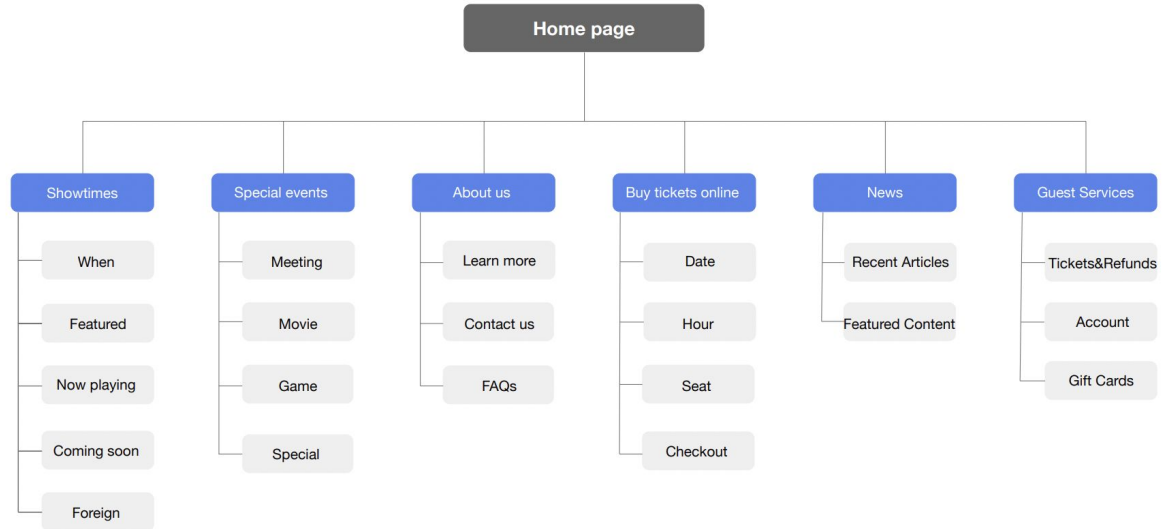 Home page
Showtimes
When
Featured
Now playing
Coming soon
Foreign
Special events
Meeting
Movie
Game
Special
About us
Learn more
Contact us
FAQs
Buy tickets online
Date
Hour
Seat
Checkout
News
Recent Articles
Featured Content
Guest Services
Tickets&Refunds
Account
Gift Cards